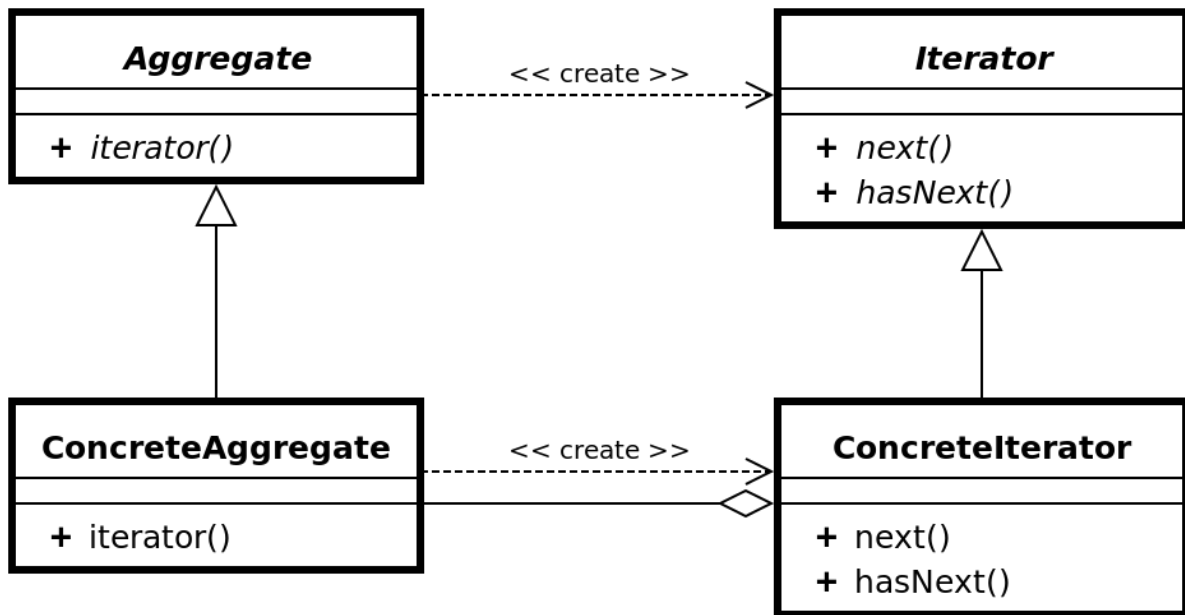 Aggregate
<< create >>
Iterator
+ iterator()
+ next()
+ hasNext()
ConcreteAggregate
<< create >>
ConcreteIterator
+ iterator()
+ next()
+ hasNext()